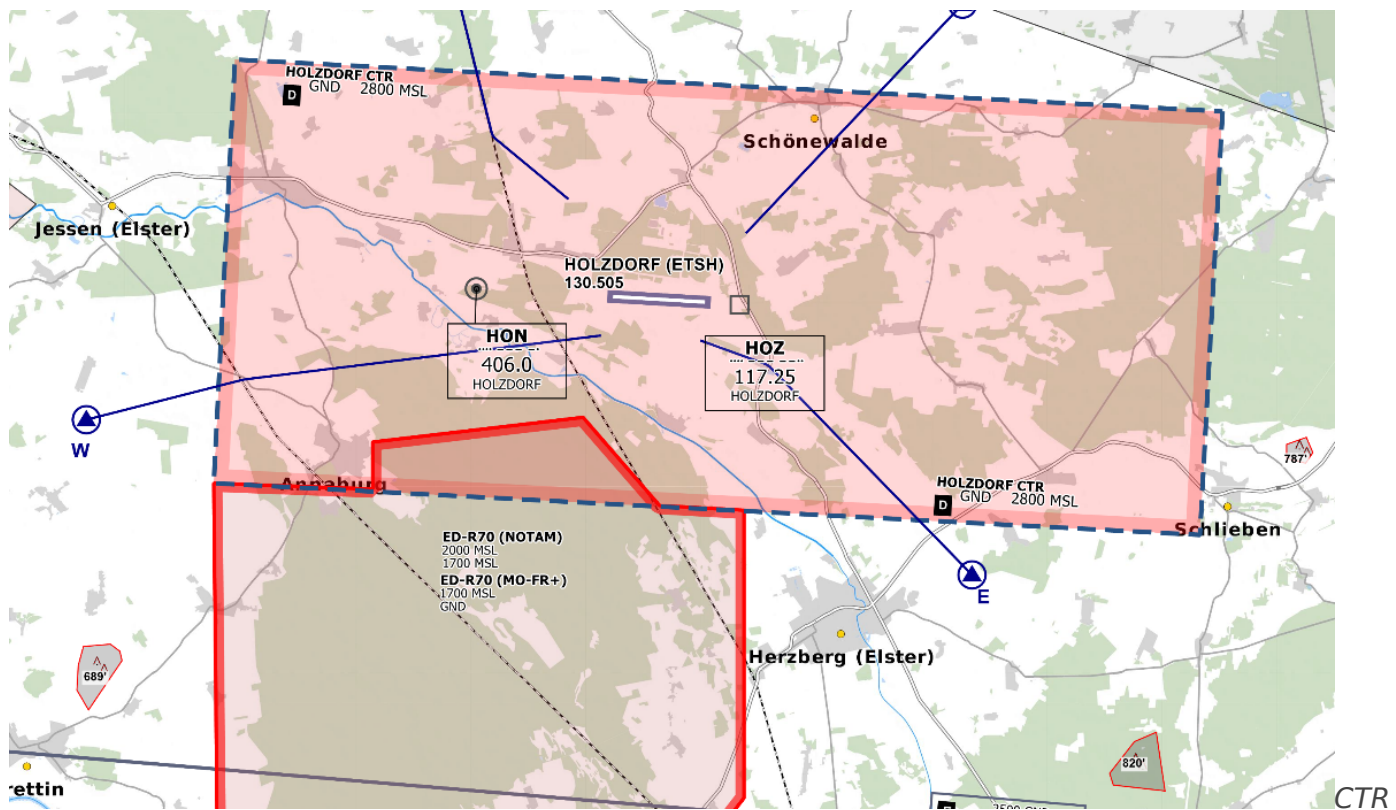 HOLZDORF CTR
D
GND 2800 MSL
Schönewalde
Jessen (Elster)
HOLZDORF (ETSH)
130.505
HON
406.0
HOLZDORF
HOZ
117.25
HOLZDORF
W
787'
Annaburg
HOLZDORF CTR
D
GND 2800 MSL
Schlieben
ED-R70 (NOTAM)
2000 MSL
1700 MSL
ED-R70 (MO-FR+)
1700 MSL
GND
E
Herzberg (Elster)
689'
820'
rettin
CTR